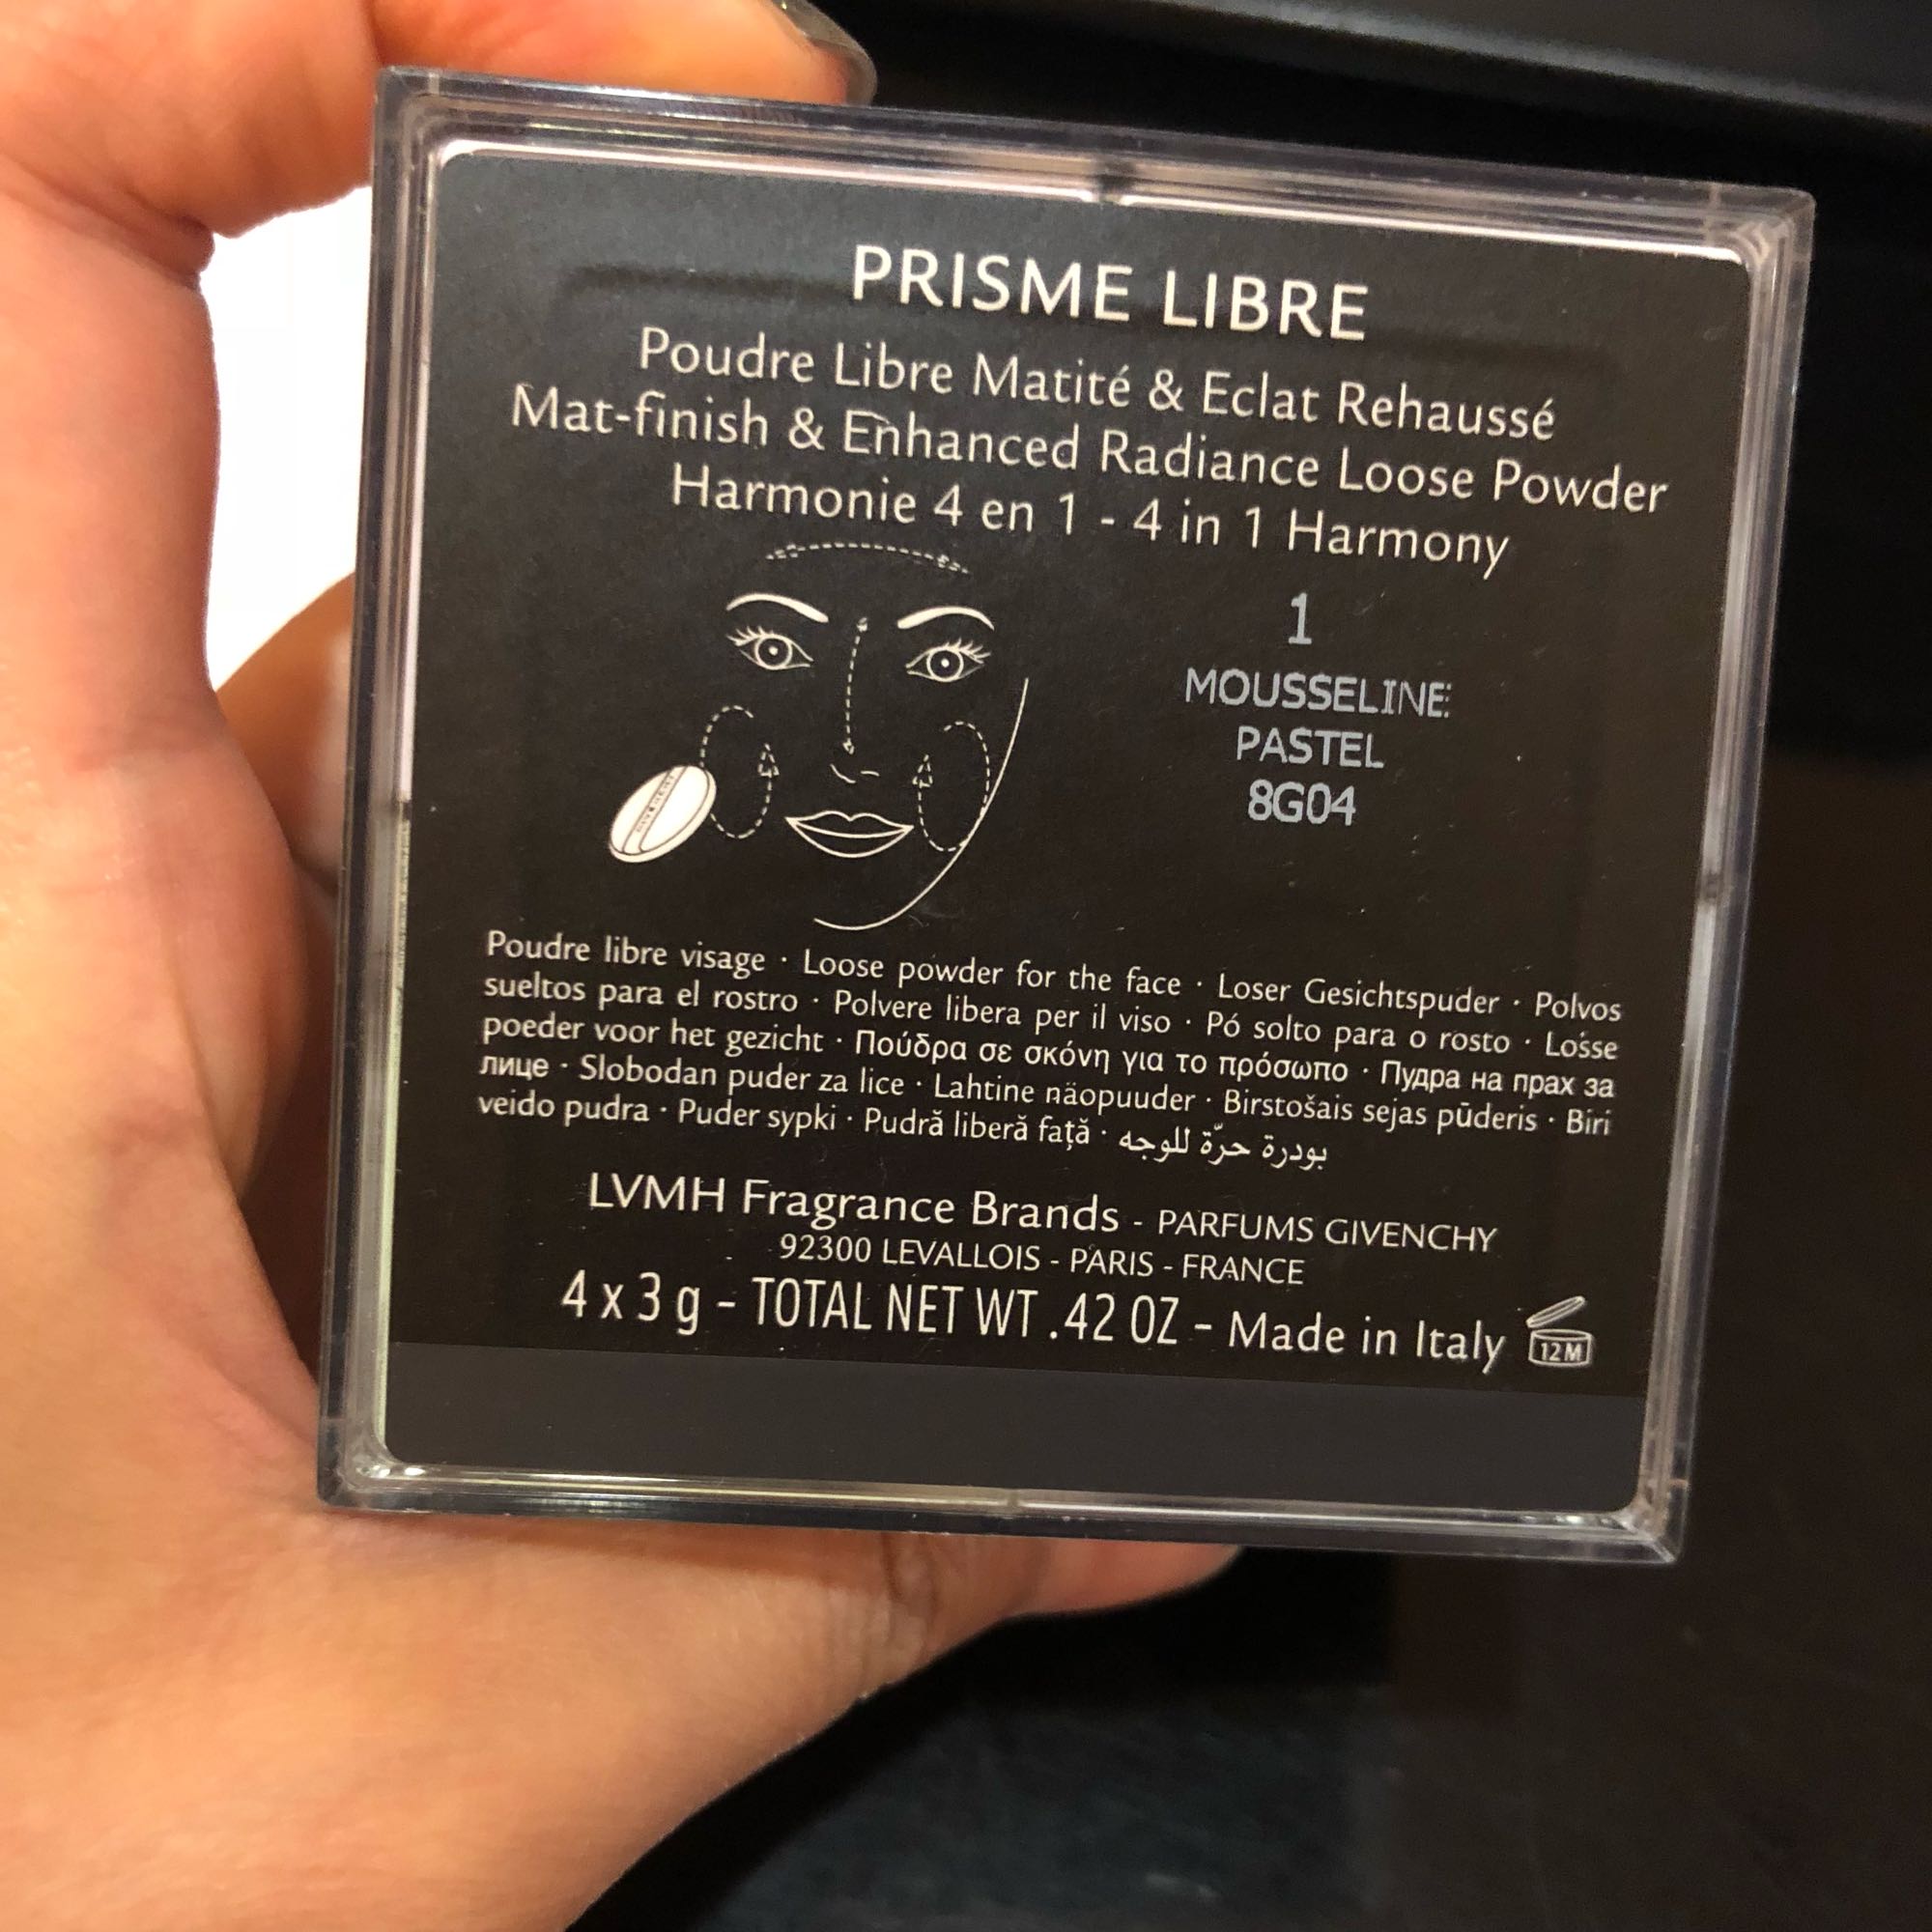 PRISME LIBRE
Poudre Libre Matité & Eclat Rehaussé
Mat-finish & Enhanced Radiance Loose Powder
Harmonie 4 en 1 - 4 in 1 Harmony
1
MOUSSELINE
PASTEL
8G04
GIVENCHY
Poudre libre visage · Loose powder for the face · Loser Gesichtspuder · Polvos
sueltos para el rostro · Polvere libera per il viso · Pó solto para o rosto · Losse
poeder voor het gezicht · Πούδρα σε σκόνη για το πρόσωπο · Пудра на прах за
лице · Slobodan puder za lice · Lahtine näopuuder · Birstošais sejas pūderis · Biri
veido pudra · Puder sypki · Pudră liberă față · بودرة حرّة للوجه
LVMH Fragrance Brands - PARFUMS GIVENCHY
92300 LEVALLOIS - PARIS - FRANCE
4 x 3 g - TOTAL NET WT .42 OZ - Made in Italy
12 M